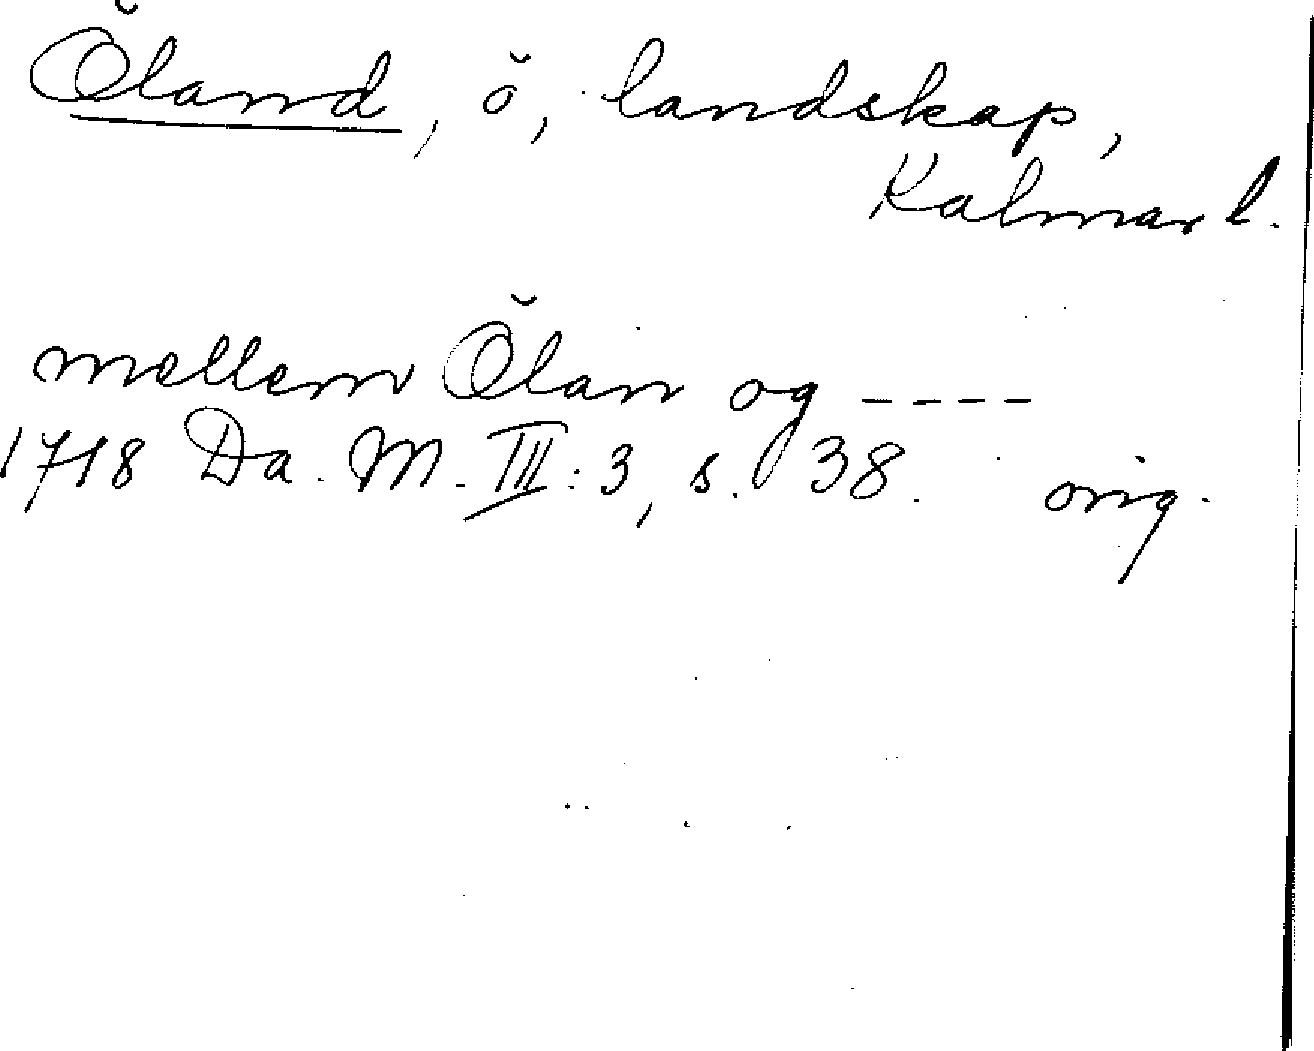 Öland, ö, landskap,
Kalmar l.
mellem Ölan og ----
1718 Da. M. III:3, s. 38. orig.